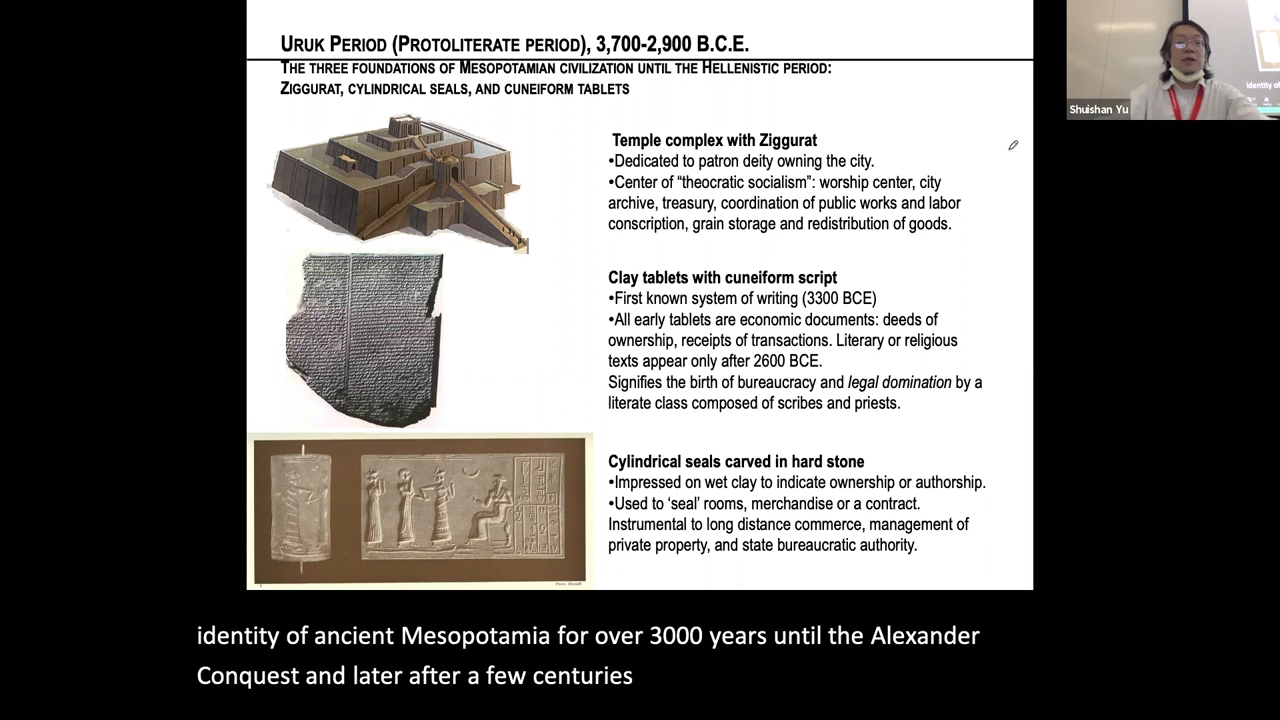 URUK PERIOD (PROTOLITERATE PERIOD), 3,700-2,900 B.C.E.
THE THREE FOUNDATIONS OF MESOPOTAMIAN CIVILIZATION UNTIL THE HELLENISTIC PERIOD:
ZIGGURAT, CYLINDRICAL SEALS, AND CUNEIFORM TABLETS
Temple complex with Ziggurat
•Dedicated to patron deity owning the city.
•Center of “theocratic socialism”: worship center, city
archive, treasury, coordination of public works and labor
conscription, grain storage and redistribution of goods.
Clay tablets with cuneiform script
•First known system of writing (3300 BCE)
•All early tablets are economic documents: deeds of
ownership, receipts of transactions. Literary or religious
texts appear only after 2600 BCE.
Signifies the birth of bureaucracy and legal domination by a
literate class composed of scribes and priests.
Cylindrical seals carved in hard stone
•Impressed on wet clay to indicate ownership or authorship.
•Used to ‘seal’ rooms, merchandise or a contract.
Instrumental to long distance commerce, management of
private property, and state bureaucratic authority.
Shuishan Yu
identity of
identity of ancient Mesopotamia for over 3000 years until the Alexander
Conquest and later after a few centuries